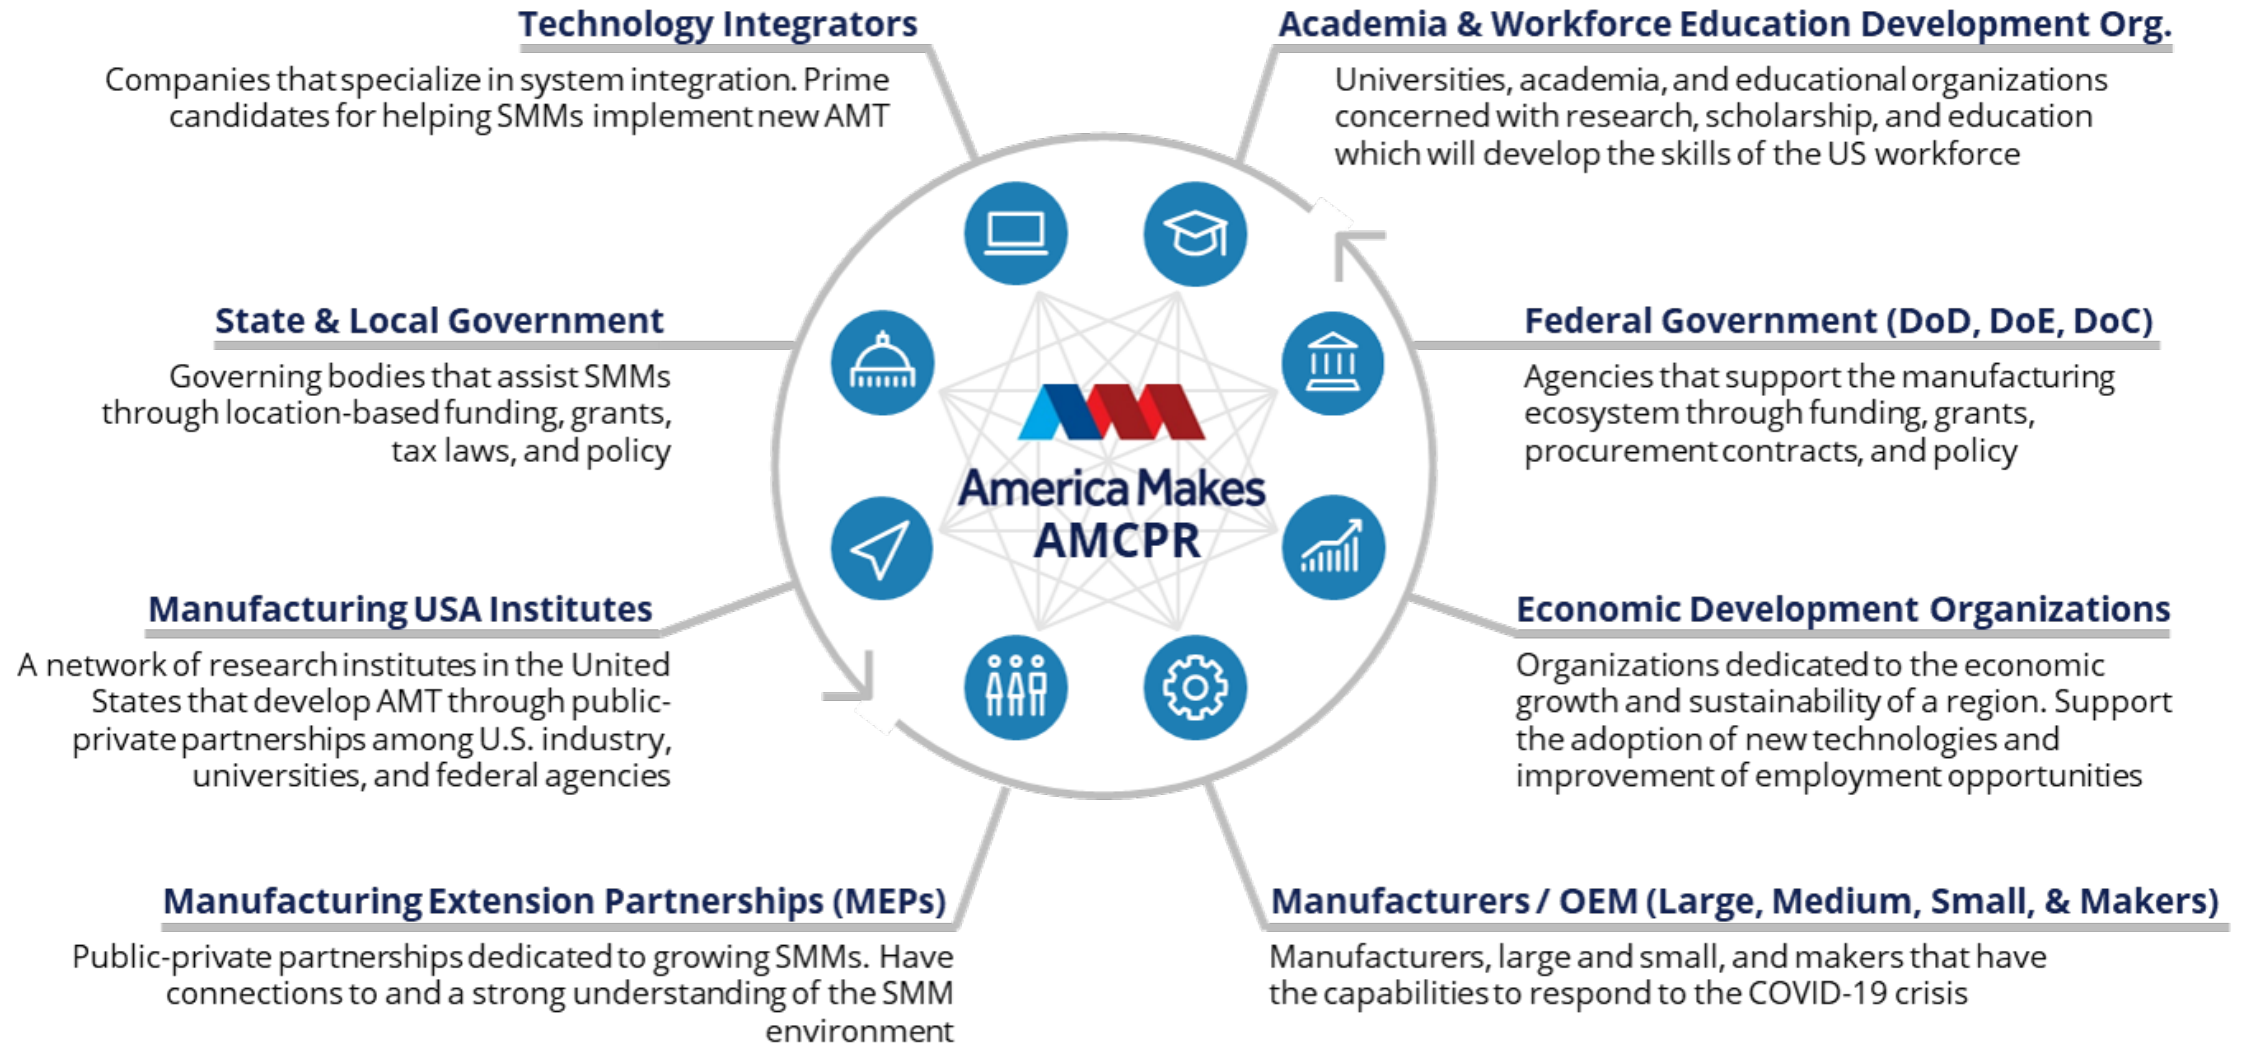 Technology Integrators
Companies that specialize in system integration. Prime
candidates for helping SMMs implement new AMT
Academia & Workforce Education Development Org.
Universities, academia, and educational organizations
concerned with research, scholarship, and education
which will develop the skills of the US workforce
State & Local Government
Governing bodies that assist SMMs
through location-based funding, grants,
tax laws, and policy
Federal Government (DoD, DoE, DoC)
Agencies that support the manufacturing
ecosystem through funding, grants,
procurement contracts, and policy
America Makes
AMCPR
Manufacturing USA Institutes
A network of research institutes in the United
States that develop AMT through public-
private partnerships among U.S. industry,
universities, and federal agencies
Economic Development Organizations
Organizations dedicated to the economic
growth and sustainability of a region. Support
the adoption of new technologies and
improvement of employment opportunities
Manufacturing Extension Partnerships (MEPs)
Public-private partnerships dedicated to growing SMMs. Have
connections to and a strong understanding of the SMM
environment
Manufacturers / OEM (Large, Medium, Small, & Makers)
Manufacturers, large and small, and makers that have
the capabilities to respond to the COVID-19 crisis